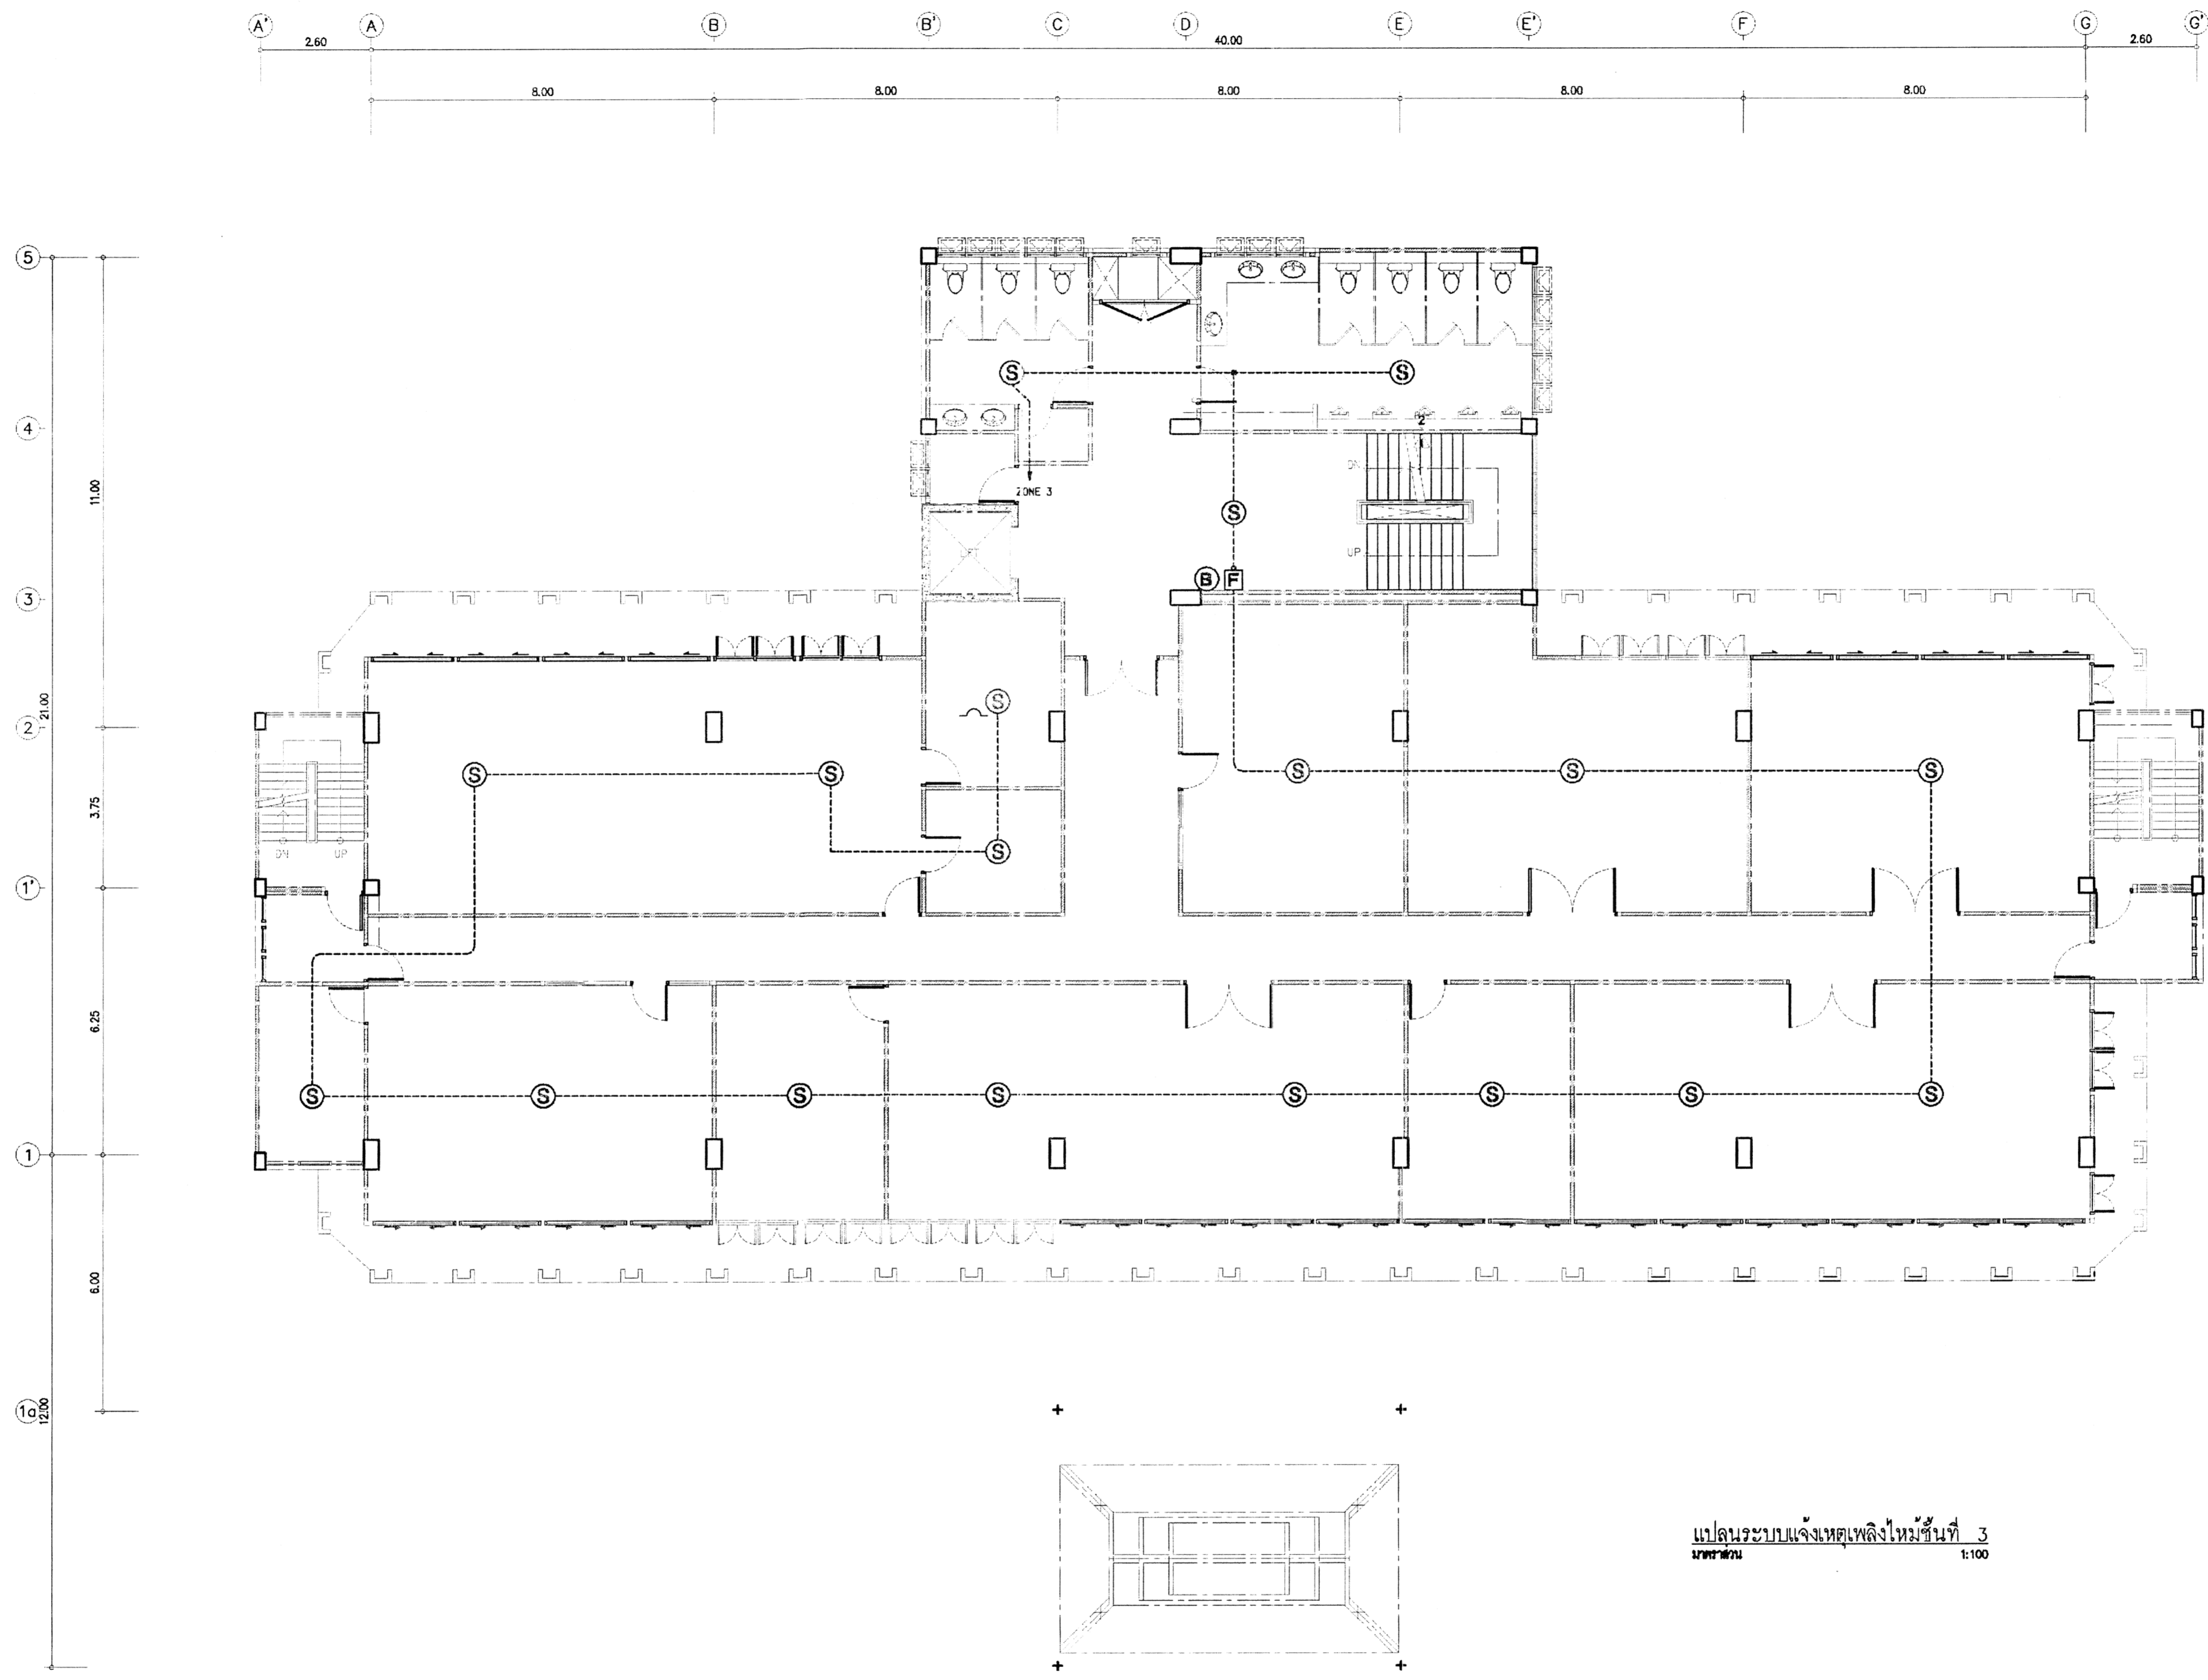 A' A B B' C D E E' F G G'
2.60 40.00 2.60
8.00 8.00 8.00 8.00 8.00
5
S S
4
2
11.00
DN
ZONE 3
S
LIFT
UP
B F
3
21.00
S
2
S S S S S
3.75
S
DN UP
1'
6.25
S S S S S S S S
1
6.00
1a
12.00
แปลนระบบแจ้งเหตุเพลิงไหม้ชั้นที่ 3
มาตราส่วน 1:100